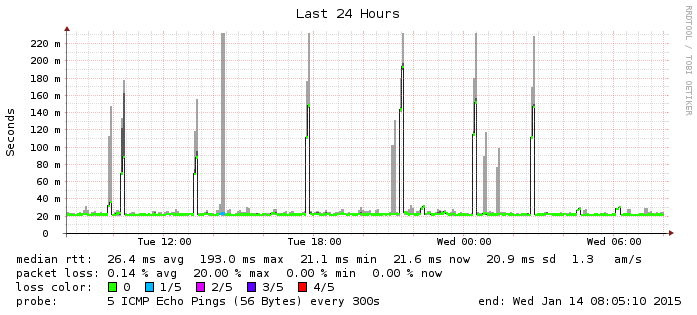 Last 24 Hours
RRDTOOL / TOBI OETIKER
Seconds
220 m
200 m
180 m
160 m
140 m
120 m
100 m
80 m
60 m
40 m
20 m
0
Tue 12:00 Tue 18:00 Wed 00:00 Wed 06:00
median rtt: 26.4 ms avg 193.0 ms max 21.1 ms min 21.6 ms now 20.9 ms sd 1.3 am/s
packet loss: 0.14 % avg 20.00 % max 0.00 % min 0.00 % now
loss color: 0 1/5 2/5 3/5 4/5
probe: 5 ICMP Echo Pings (56 Bytes) every 300s end: Wed Jan 14 08:05:10 2015